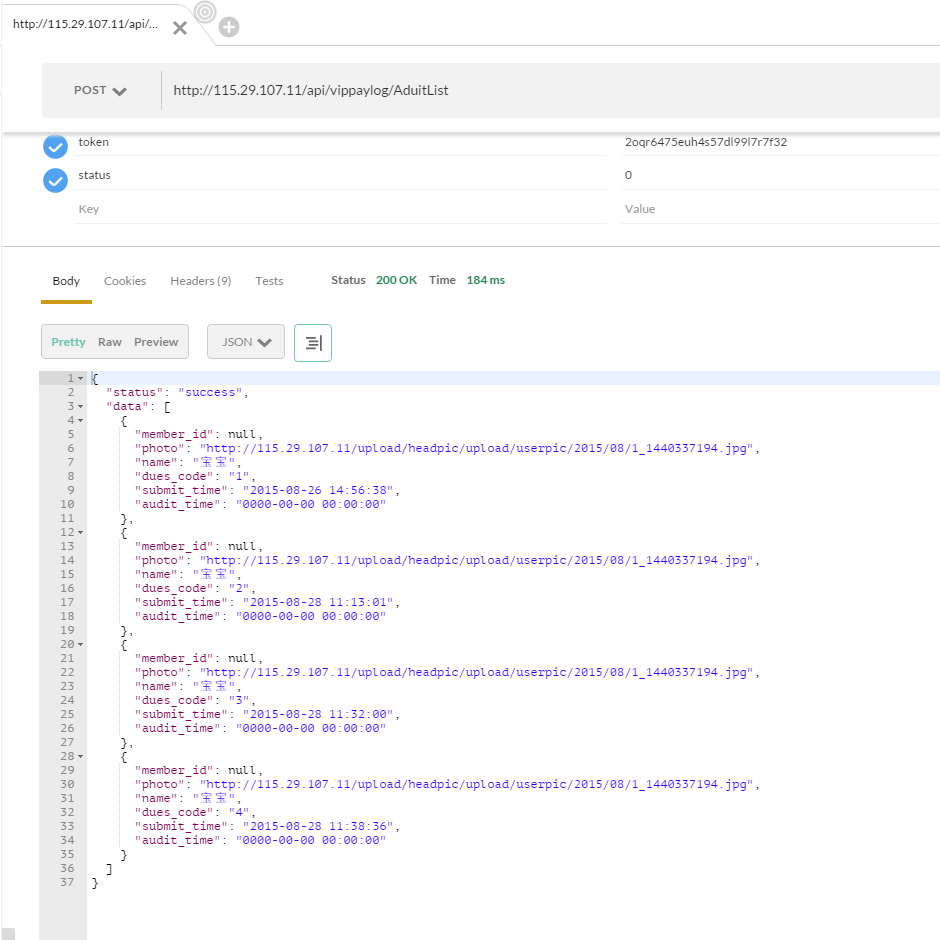 http://115.29.107.11/api/...
POST
http://115.29.107.11/api/vippaylog/AduitList
token 2oqr6475euh4s57dl99l7r7f32
status 0
Key Value
Body Cookies Headers (9) Tests Status 200 OK Time 184 ms
Pretty Raw Preview JSON
1 {
2 "status": "success",
3 "data": [
4 {
5 "member_id": null,
6 "photo": "http://115.29.107.11/upload/headpic/upload/userpic/2015/08/1_1440337194.jpg",
7 "name": "宝宝",
8 "dues_code": "1",
9 "submit_time": "2015-08-26 14:56:38",
10 "audit_time": "0000-00-00 00:00:00"
11 },
12 {
13 "member_id": null,
14 "photo": "http://115.29.107.11/upload/headpic/upload/userpic/2015/08/1_1440337194.jpg",
15 "name": "宝宝",
16 "dues_code": "2",
17 "submit_time": "2015-08-28 11:13:01",
18 "audit_time": "0000-00-00 00:00:00"
19 },
20 {
21 "member_id": null,
22 "photo": "http://115.29.107.11/upload/headpic/upload/userpic/2015/08/1_1440337194.jpg",
23 "name": "宝宝",
24 "dues_code": "3",
25 "submit_time": "2015-08-28 11:32:00",
26 "audit_time": "0000-00-00 00:00:00"
27 },
28 {
29 "member_id": null,
30 "photo": "http://115.29.107.11/upload/headpic/upload/userpic/2015/08/1_1440337194.jpg",
31 "name": "宝宝",
32 "dues_code": "4",
33 "submit_time": "2015-08-28 11:38:36",
34 "audit_time": "0000-00-00 00:00:00"
35 }
36 ]
37 }